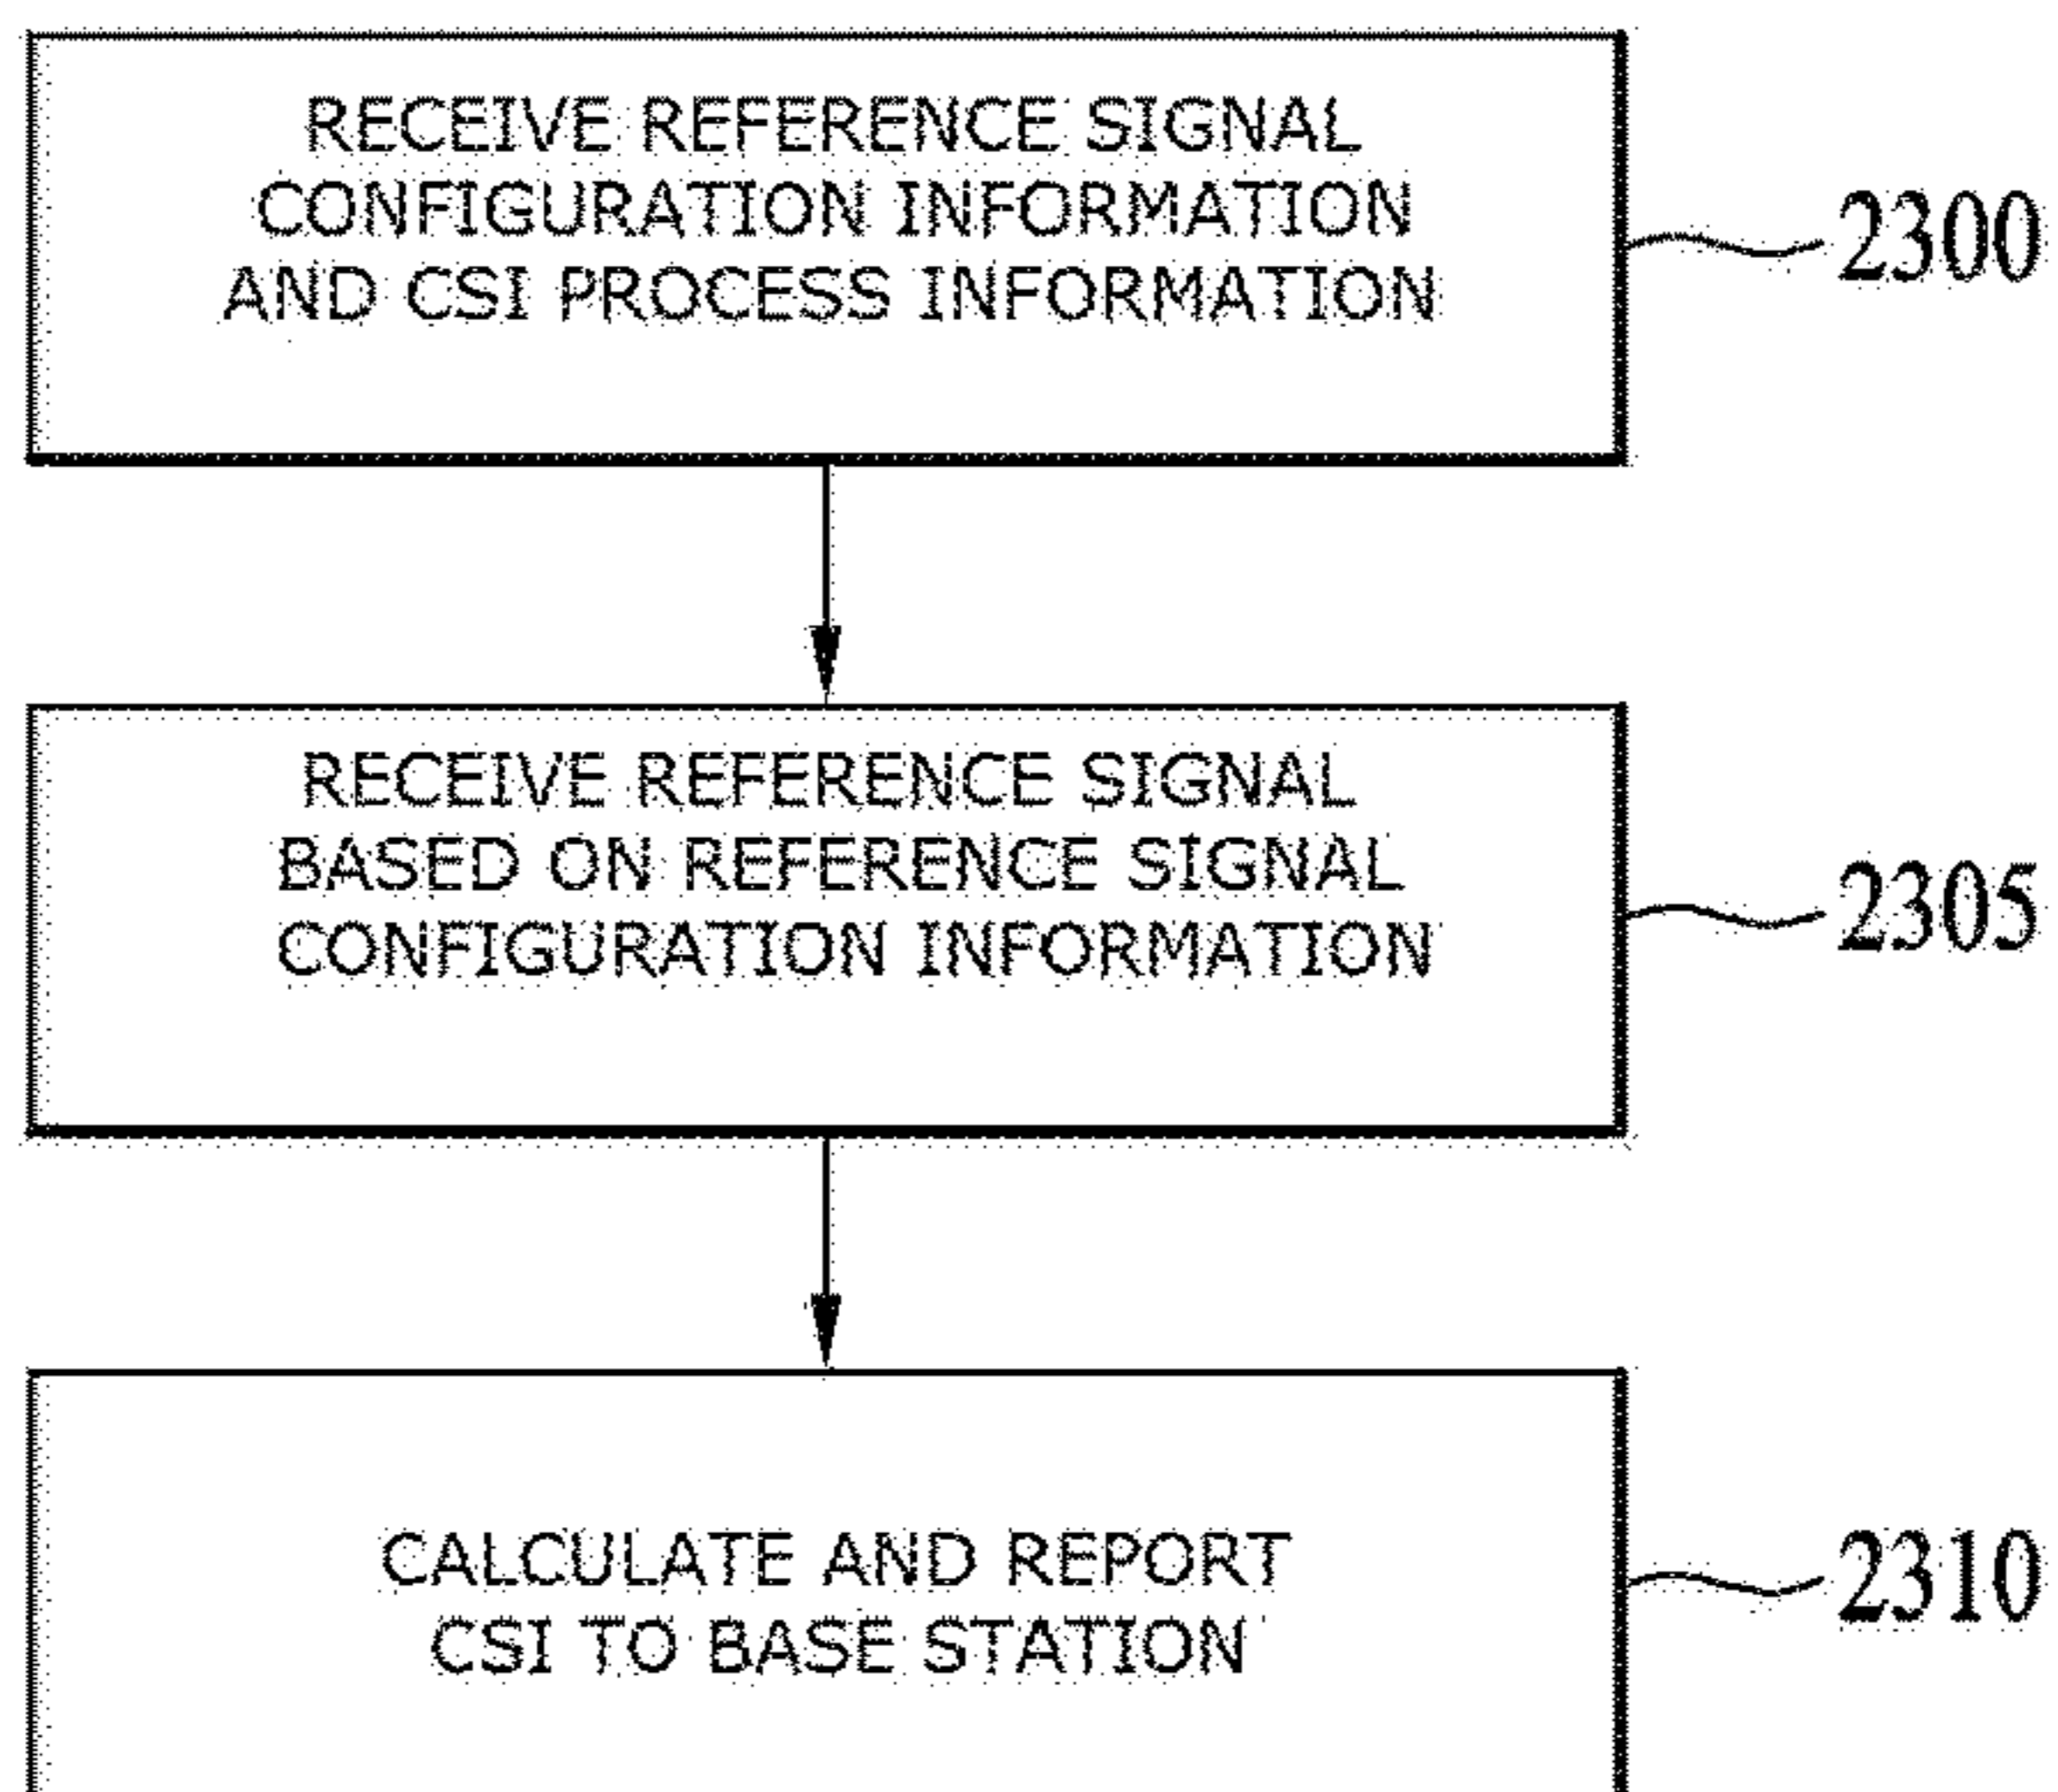 RECEIVE REFERENCE SIGNAL
CONFIGURATION INFORMATION
AND CSI PROCESS INFORMATION
2300
RECEIVE REFERENCE SIGNAL
BASED ON REFERENCE SIGNAL
CONFIGURATION INFORMATION
2305
CALCULATE AND REPORT
CSI TO BASE STATION
2310